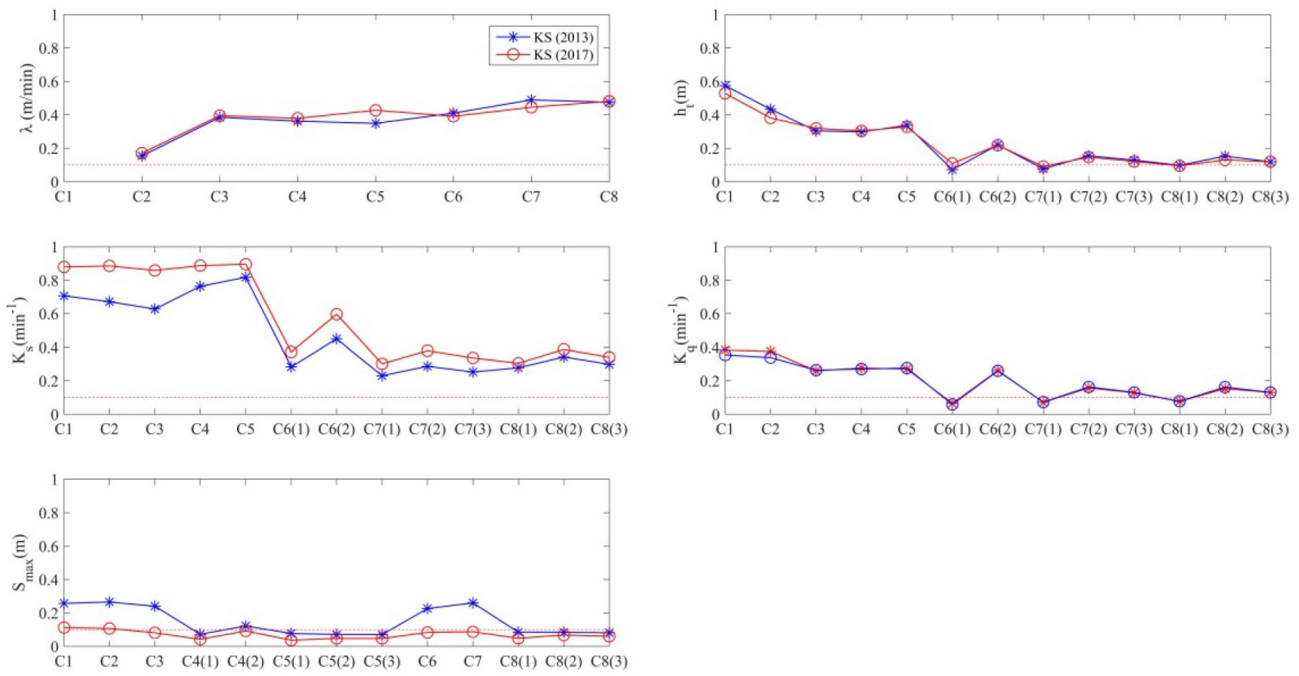 1
0.8
0.6
0.4
0.2
0
λ (m/min)
KS (2013)
KS (2017)
C1 C2 C3 C4 C5 C6 C7 C8
1
0.8
0.6
0.4
0.2
0
h_t(m)
C1 C2 C3 C4 C5 C6(1) C6(2) C7(1) C7(2) C7(3) C8(1) C8(2) C8(3)
1
0.8
0.6
0.4
0.2
0
K_s(min⁻¹)
C1 C2 C3 C4 C5 C6(1) C6(2) C7(1) C7(2) C7(3) C8(1) C8(2) C8(3)
1
0.8
0.6
0.4
0.2
0
K_q(min⁻¹)
C1 C2 C3 C4 C5 C6(1) C6(2) C7(1) C7(2) C7(3) C8(1) C8(2) C8(3)
1
0.8
0.6
0.4
0.2
0
S_max(m)
C1 C2 C3 C4(1) C4(2) C5(1) C5(2) C5(3) C6 C7 C8(1) C8(2) C8(3)